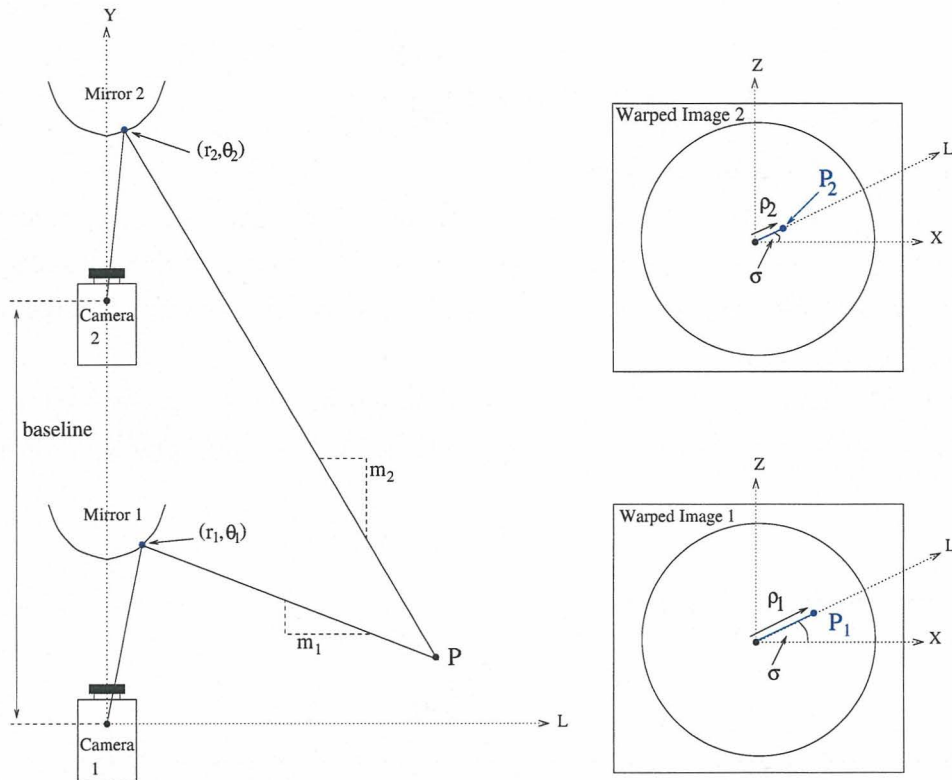 Y
Mirror 2
(r₂,θ₂)
Camera
2
baseline
m₂
Mirror 1
(r₁,θ₁)
m₁
P
L
Camera
1
Z
Warped Image 2
L
P₂
ρ₂
X
σ
Z
Warped Image 1
L
ρ₁
P₁
X
σ